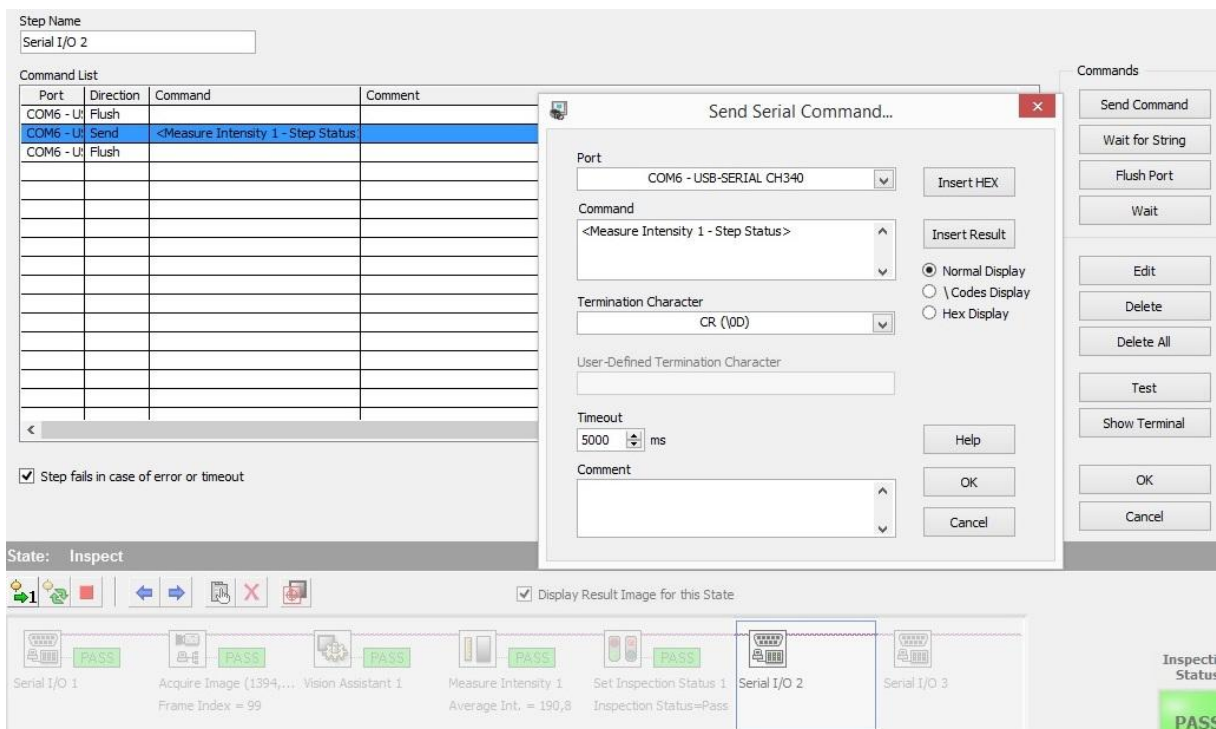 Step Name
Serial I/O 2
Command List
Port Direction Command Comment
COM6 - U: Flush
COM6 - U: Send <Measure Intensity 1 - Step Status:
COM6 - U: Flush
Step fails in case of error or timeout
Send Serial Command...
Port
COM6 - USB-SERIAL CH340
Insert HEX
Command
<Measure Intensity 1 - Step Status>
Insert Result
Normal Display
\ Codes Display
Hex Display
Termination Character
CR (\0D)
User-Defined Termination Character
Timeout
5000 ms
Help
Comment
OK
Cancel
Commands
Send Command
Wait for String
Flush Port
Wait
Edit
Delete
Delete All
Test
Show Terminal
OK
Cancel
State: Inspect
1
Display Result Image for this State
PASS PASS PASS PASS PASS
Serial I/O 1 Acquire Image (1394,... Vision Assistant 1 Measure Intensity 1 Set Inspection Status 1 Serial I/O 2 Serial I/O 3
Frame Index = 99 Average Int. = 190,8 Inspection Status=Pass
Inspecti
Status
PASS